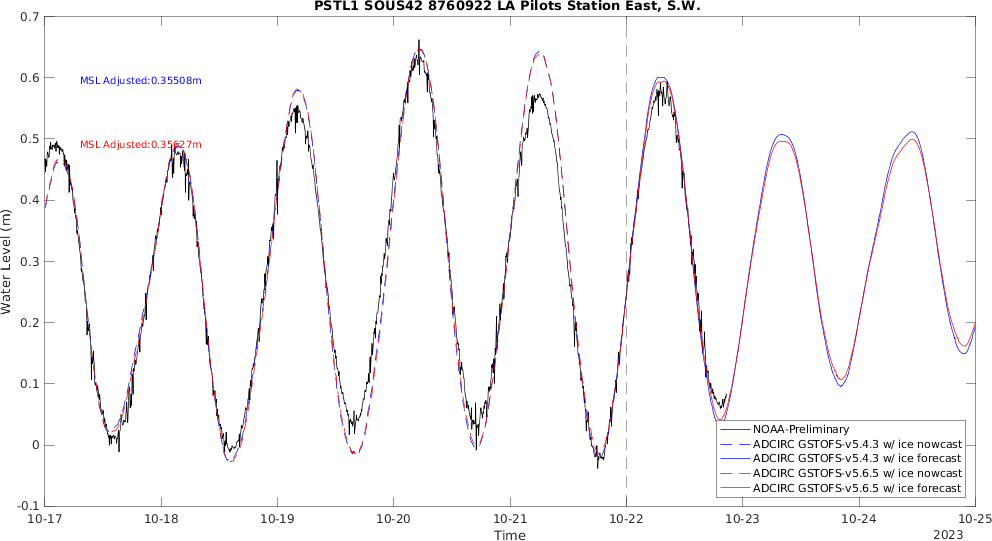 PSTL1 SOUS42 8760922 LA Pilots Station East, S.W.
0.7
0.6
0.5
0.4
0.3
0.2
0.1
0
-0.1
Water Level (m)
MSL Adjusted:0.35508m
MSL Adjusted:0.35627m
NOAA-Preliminary
ADCIRC GSTOFS-v5.4.3 w/ ice nowcast
ADCIRC GSTOFS-v5.4.3 w/ ice forecast
ADCIRC GSTOFS-v5.6.5 w/ ice nowcast
ADCIRC GSTOFS-v5.6.5 w/ ice forecast
10-17 10-18 10-19 10-20 10-21 10-22 10-23 10-24 10-25
Time
2023